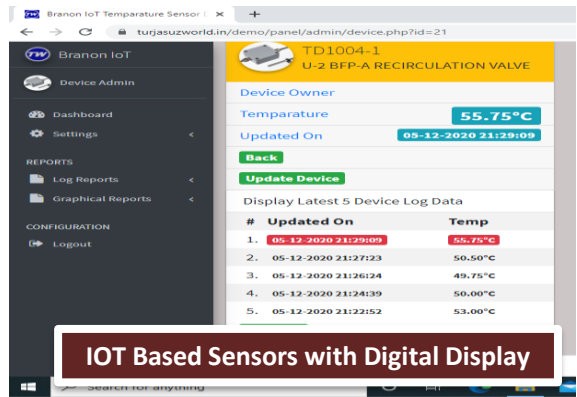 Branon IoT Temparature Sensor
turjasuzworld.in/demo/panel/admin/device.php?id=21
TW
Branon IoT
Device Admin
Dashboard
Settings
REPORTS
Log Reports
Graphical Reports
CONFIGURATION
Logout
TD1004-1
U-2 BFP-A RECIRCULATION VALVE
Device Owner
Temparature 55.75°C
Updated On 05-12-2020 21:29:09
Back
Update Device
Display Latest 5 Device Log Data
# Updated On Temp
1. 05-12-2020 21:29:09 55.75°C
2. 05-12-2020 21:27:23 50.50°C
3. 05-12-2020 21:26:24 49.75°C
4. 05-12-2020 21:24:39 50.00°C
5. 05-12-2020 21:22:52 53.00°C
IOT Based Sensors with Digital Display
Search for anything